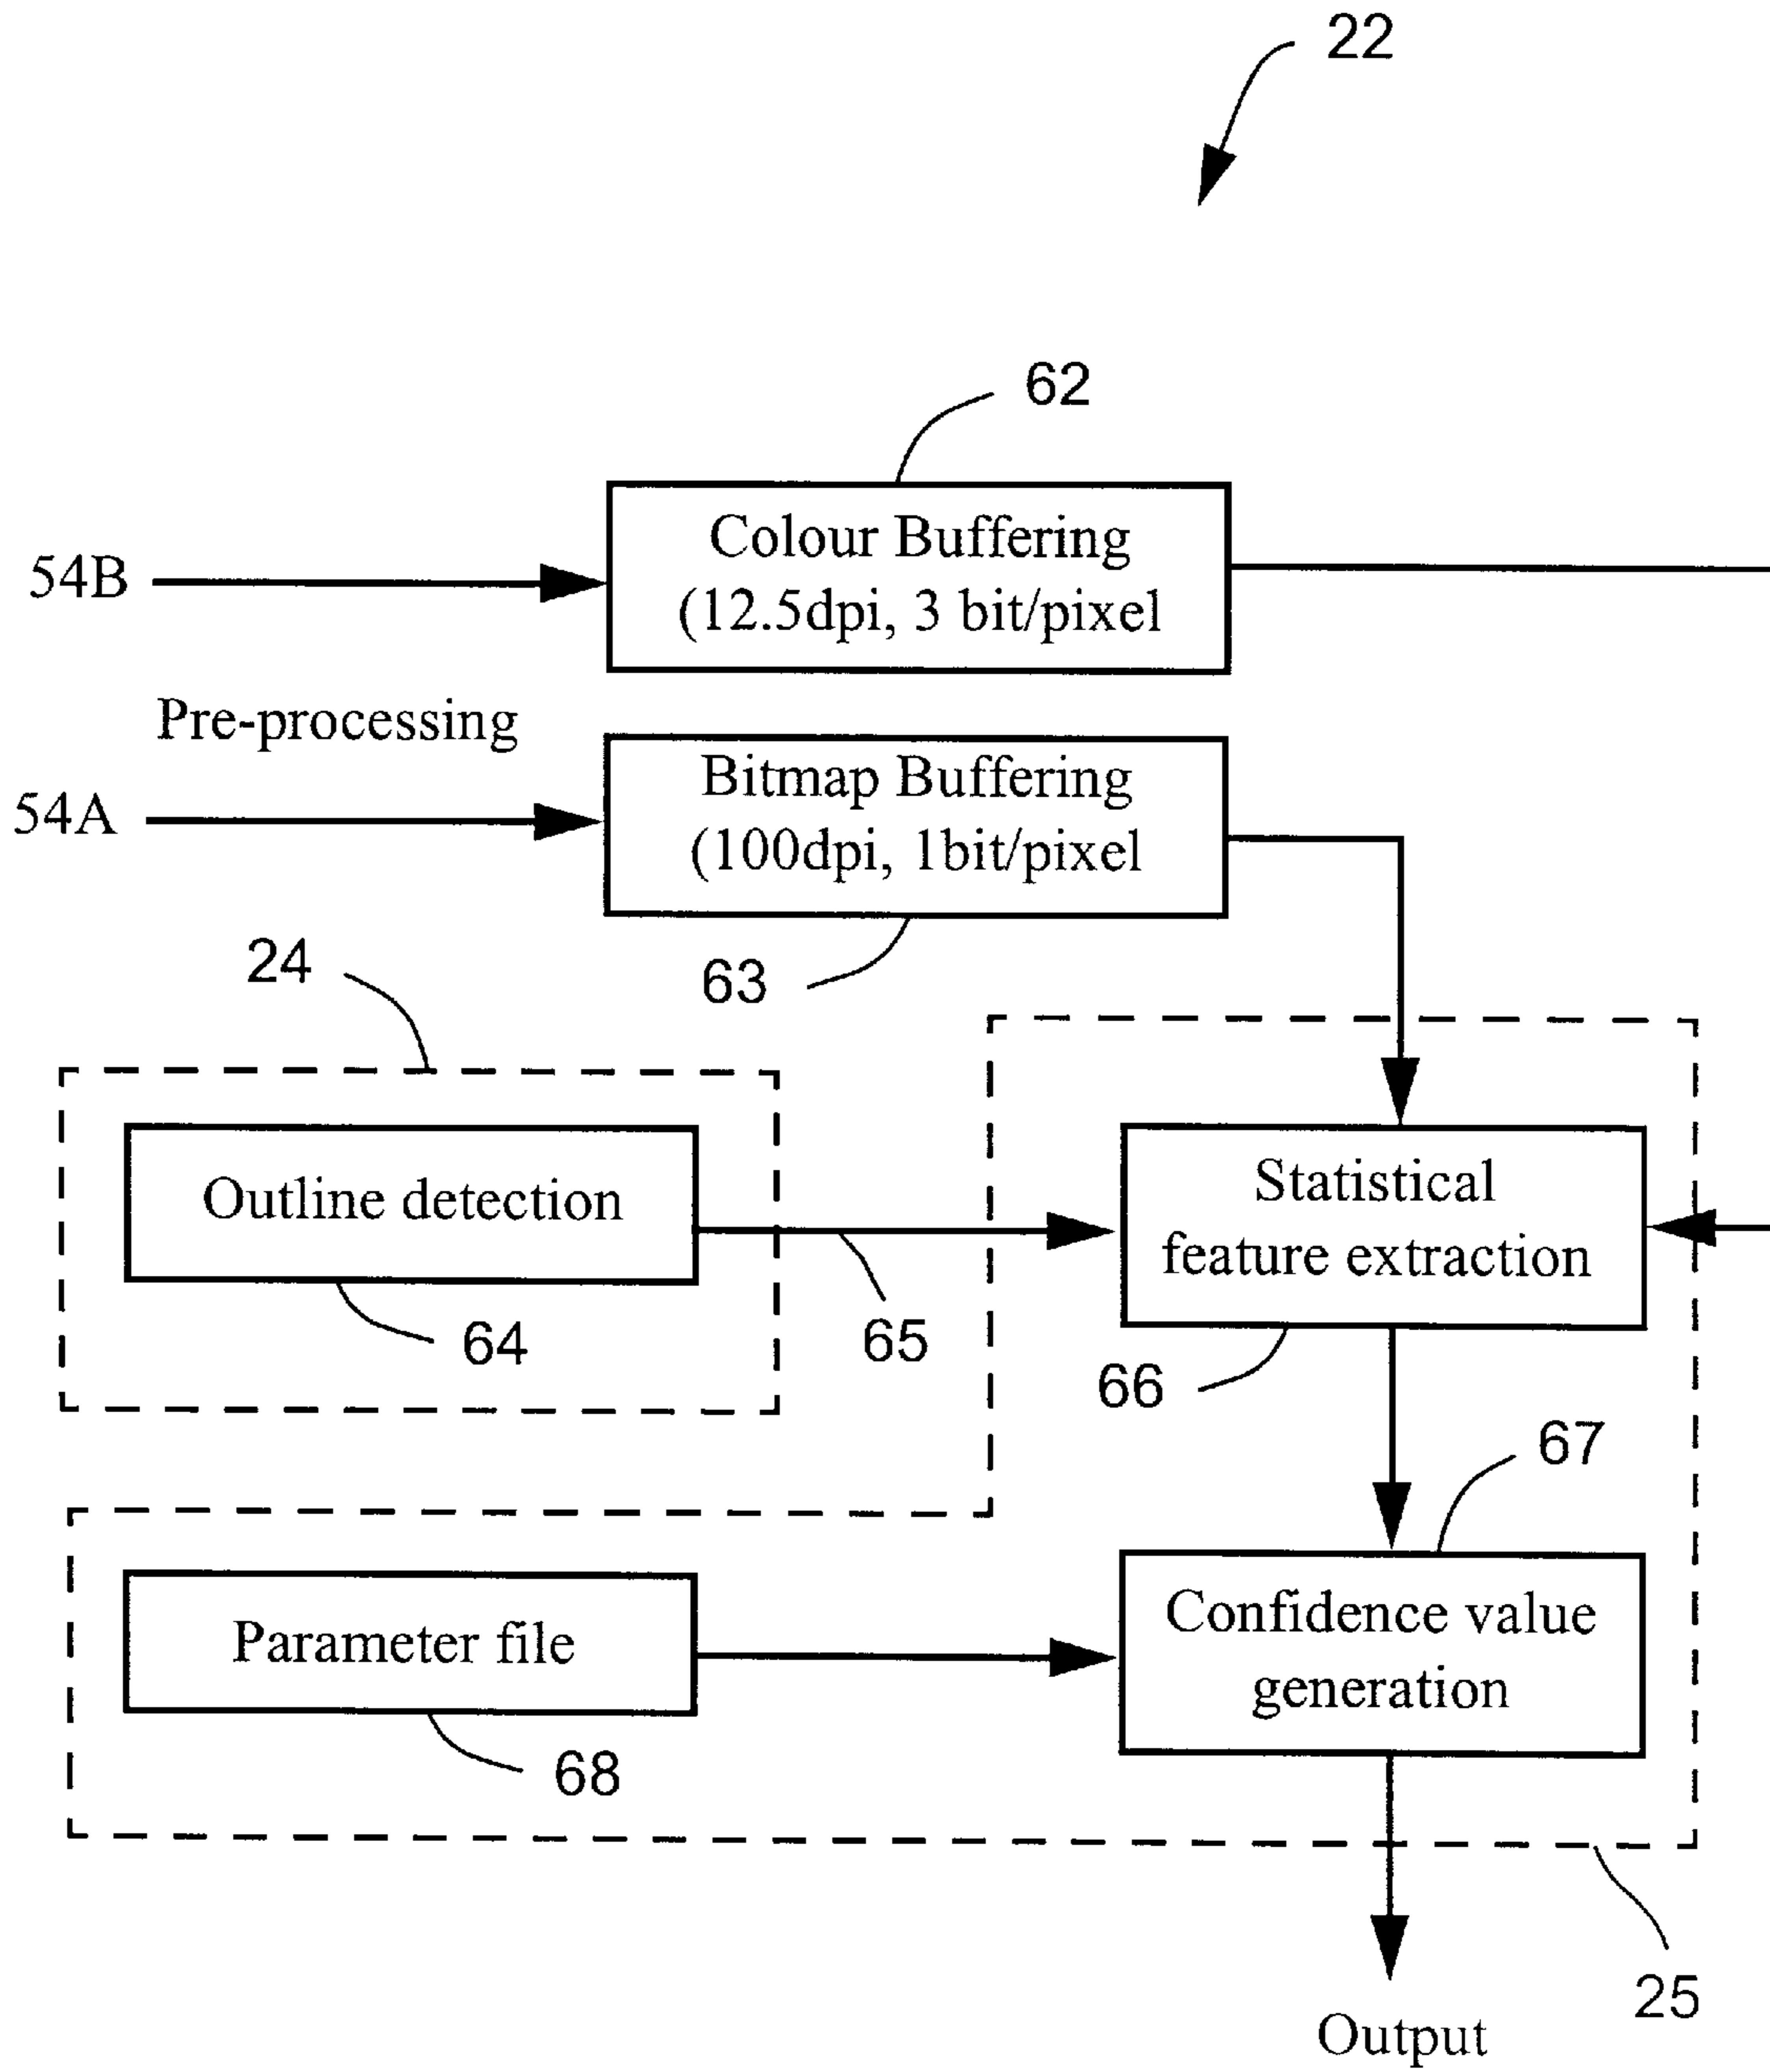 22
62
Colour Buffering
(12.5dpi, 3 bit/pixel
54B
Pre-processing
Bitmap Buffering
(100dpi, 1bit/pixel
54A
63
24
Outline detection
64
65
Statistical
feature extraction
66
67
Parameter file
68
Confidence value
generation
25
Output